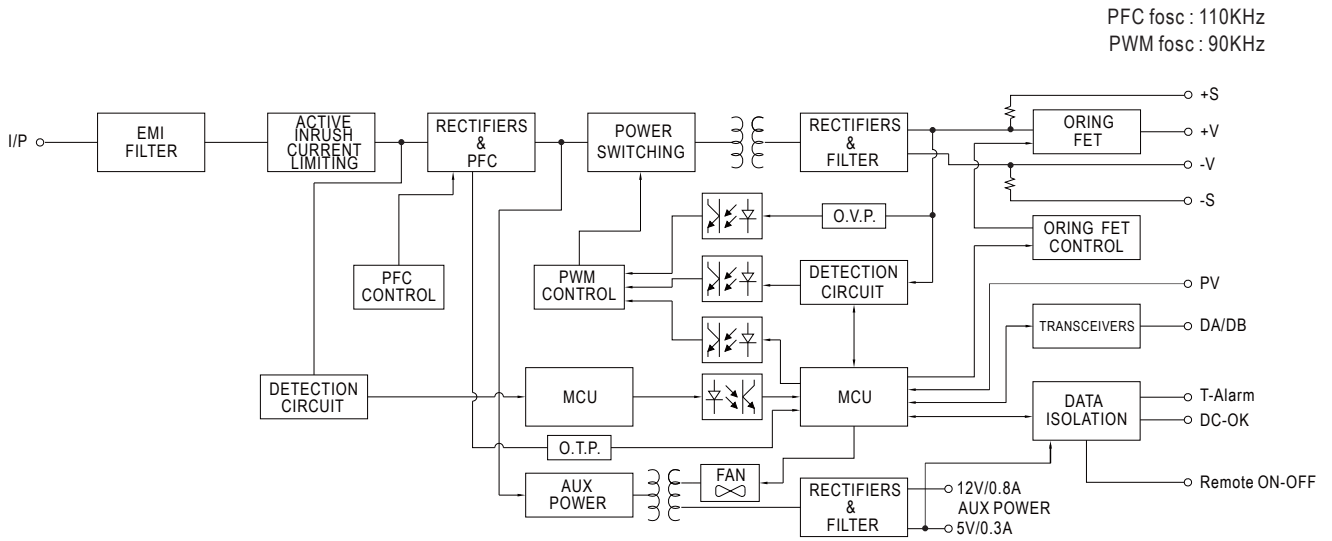 PFC fosc : 110KHz
PWM fosc : 90KHz
I/P
EMI
FILTER
ACTIVE
INRUSH
CURRENT
LIMITING
RECTIFIERS
&
PFC
POWER
SWITCHING
RECTIFIERS
&
FILTER
ORING
FET
+S
+V
-V
-S
O.V.P.
ORING FET
CONTROL
PFC
CONTROL
PWM
CONTROL
DETECTION
CIRCUIT
PV
TRANSCEIVERS
DA/DB
DETECTION
CIRCUIT
MCU
MCU
DATA
ISOLATION
T-Alarm
DC-OK
O.T.P.
AUX
POWER
FAN
RECTIFIERS
&
FILTER
12V/0.8A
AUX POWER
5V/0.3A
Remote ON-OFF